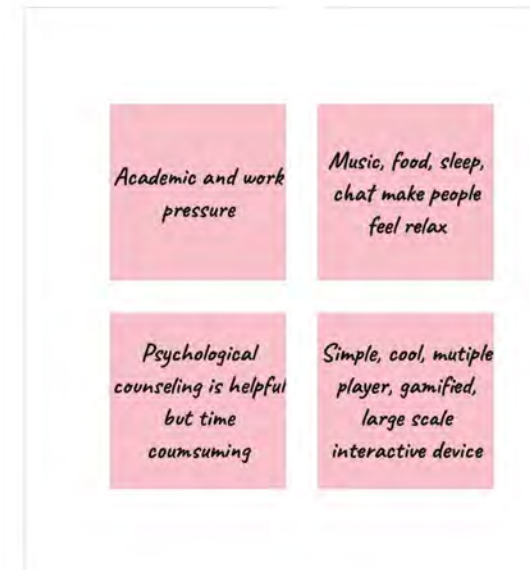 Academic and work
pressure
Music, food, sleep,
chat make people
feel relax
Psychological
counseling is helpful
but time
coumsuming
Simple, cool, mutiple
player, gamified,
large scale
interactive device